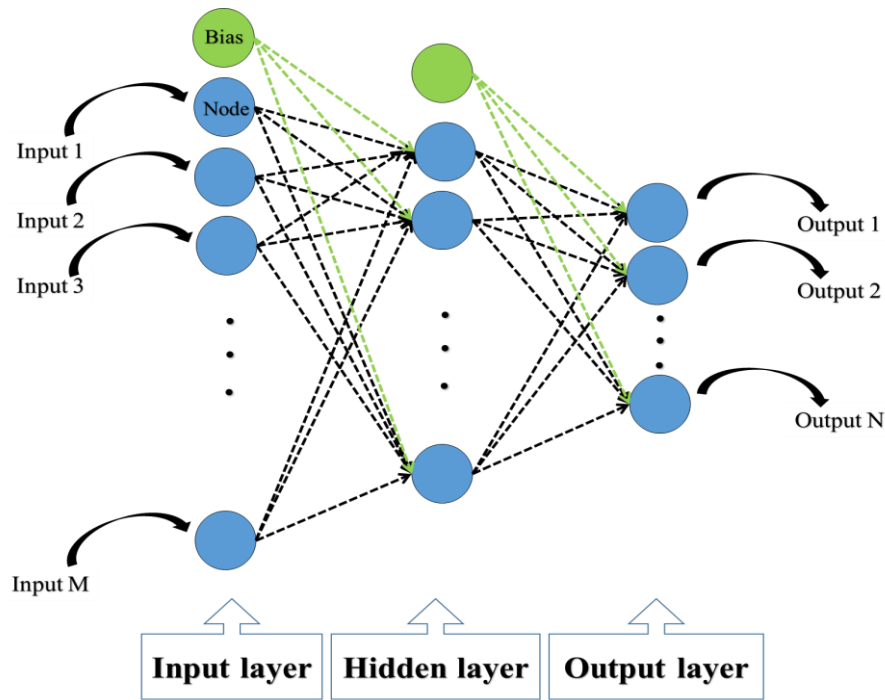 Bias
Node
Input 1
Input 2
Input 3
Input M
Output 1
Output 2
Output N
Input layer
Hidden layer
Output layer